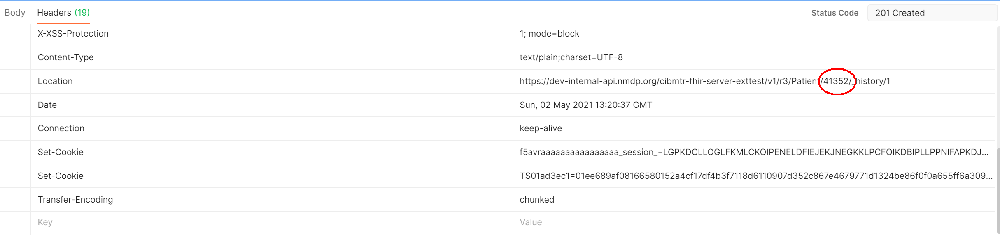 Body Headers (19) Status Code 201 Created
X-XSS-Protection 1; mode=block
Content-Type text/plain;charset=UTF-8
Location https://dev-internal-api.nmdp.org/cibmtr-fhir-server-exttest/v1/r3/Patient/41352/_history/1
Date Sun, 02 May 2021 13:20:37 GMT
Connection keep-alive
Set-Cookie f5avraaaaaaaaaaaaaaaa_session_=LGPKDCLLOGLFKMLCKOIPENELDFIEJEKJNEGKKLPCFOIKDBIPLLPPNIFAPKDJ...
Set-Cookie TS01ad3ec1=01ee689af08166580152a4cf17df4b3f7118d6110907d352c867e4679771d1324be86f0f0a655ff6a309...
Transfer-Encoding chunked
Key Value